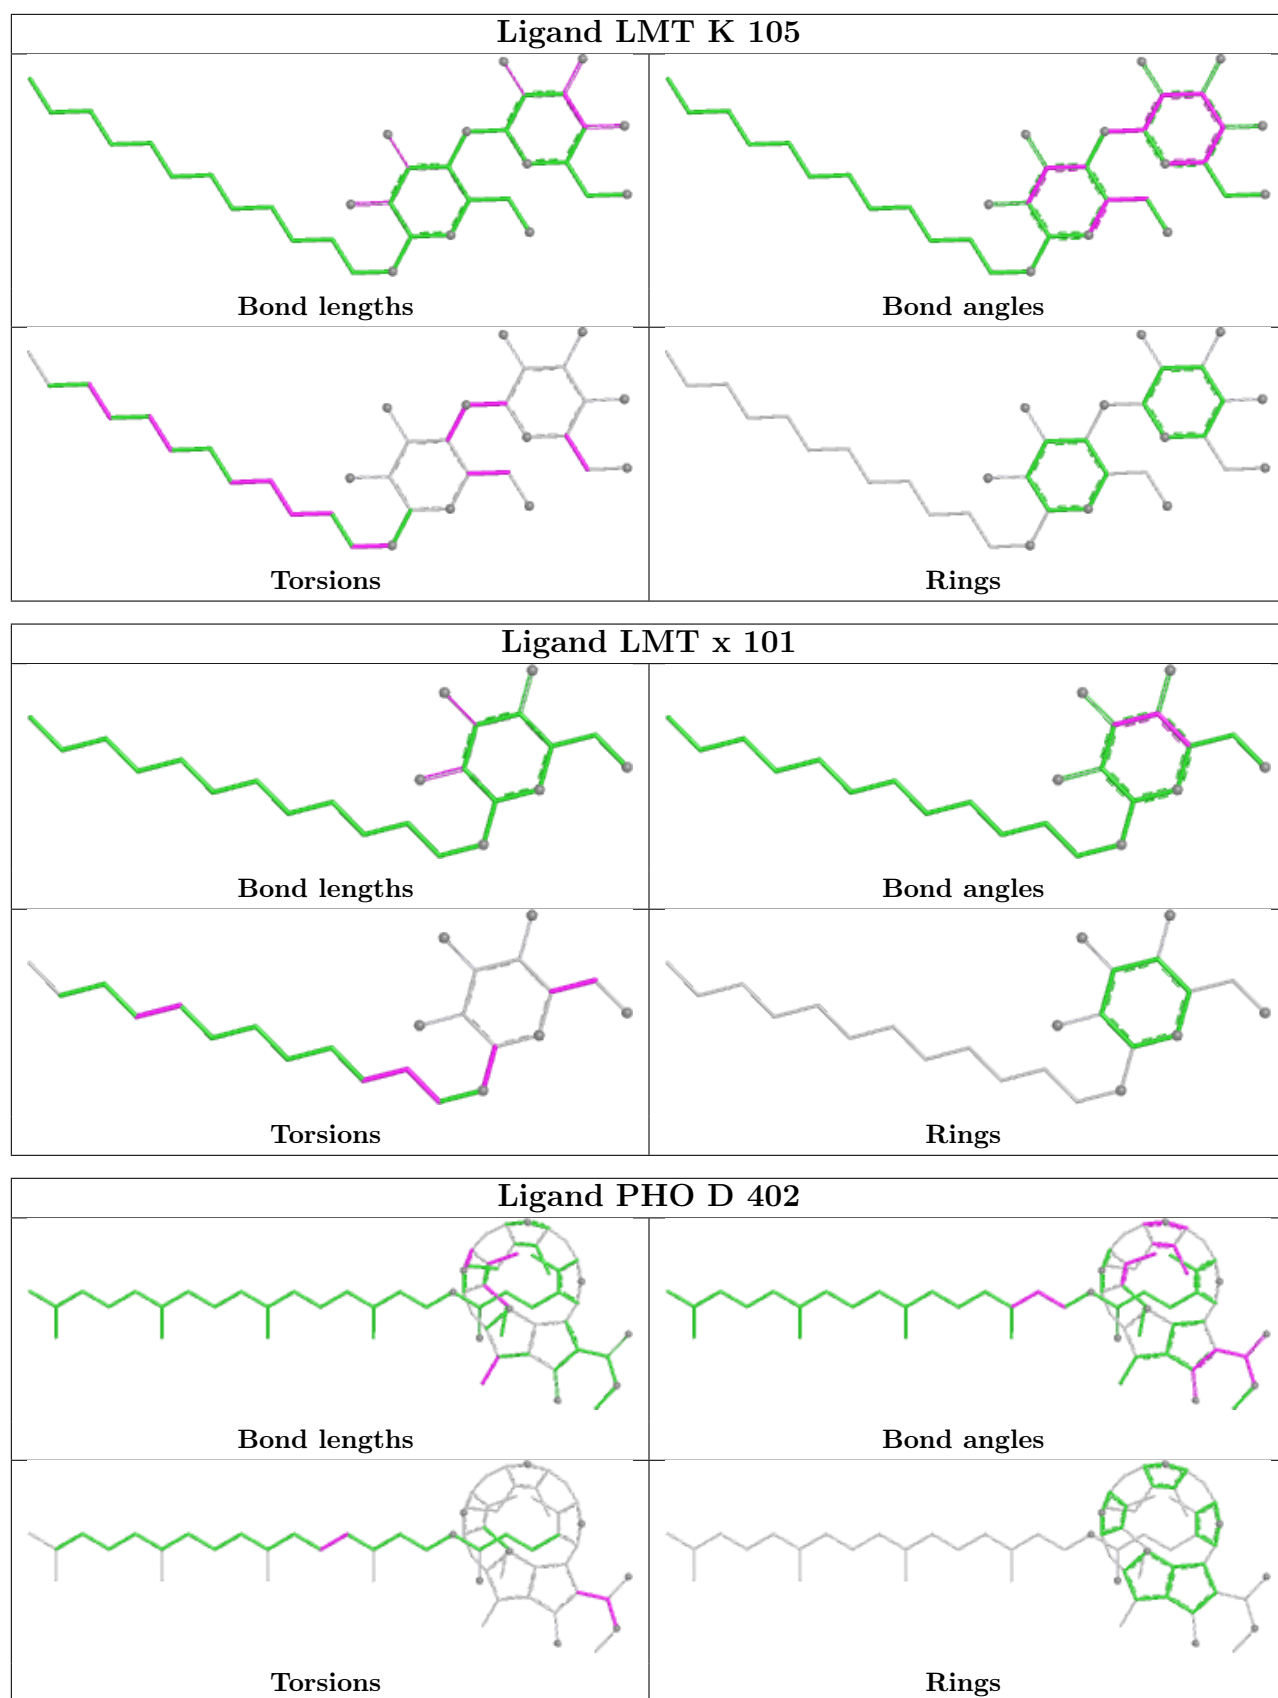 Ligand LMT K 105
Bond lengths
Bond angles
Torsions
Rings
Ligand LMT x 101
Bond lengths
Bond angles
Torsions
Rings
Ligand PHO D 402
Bond lengths
Bond angles
Torsions
Rings